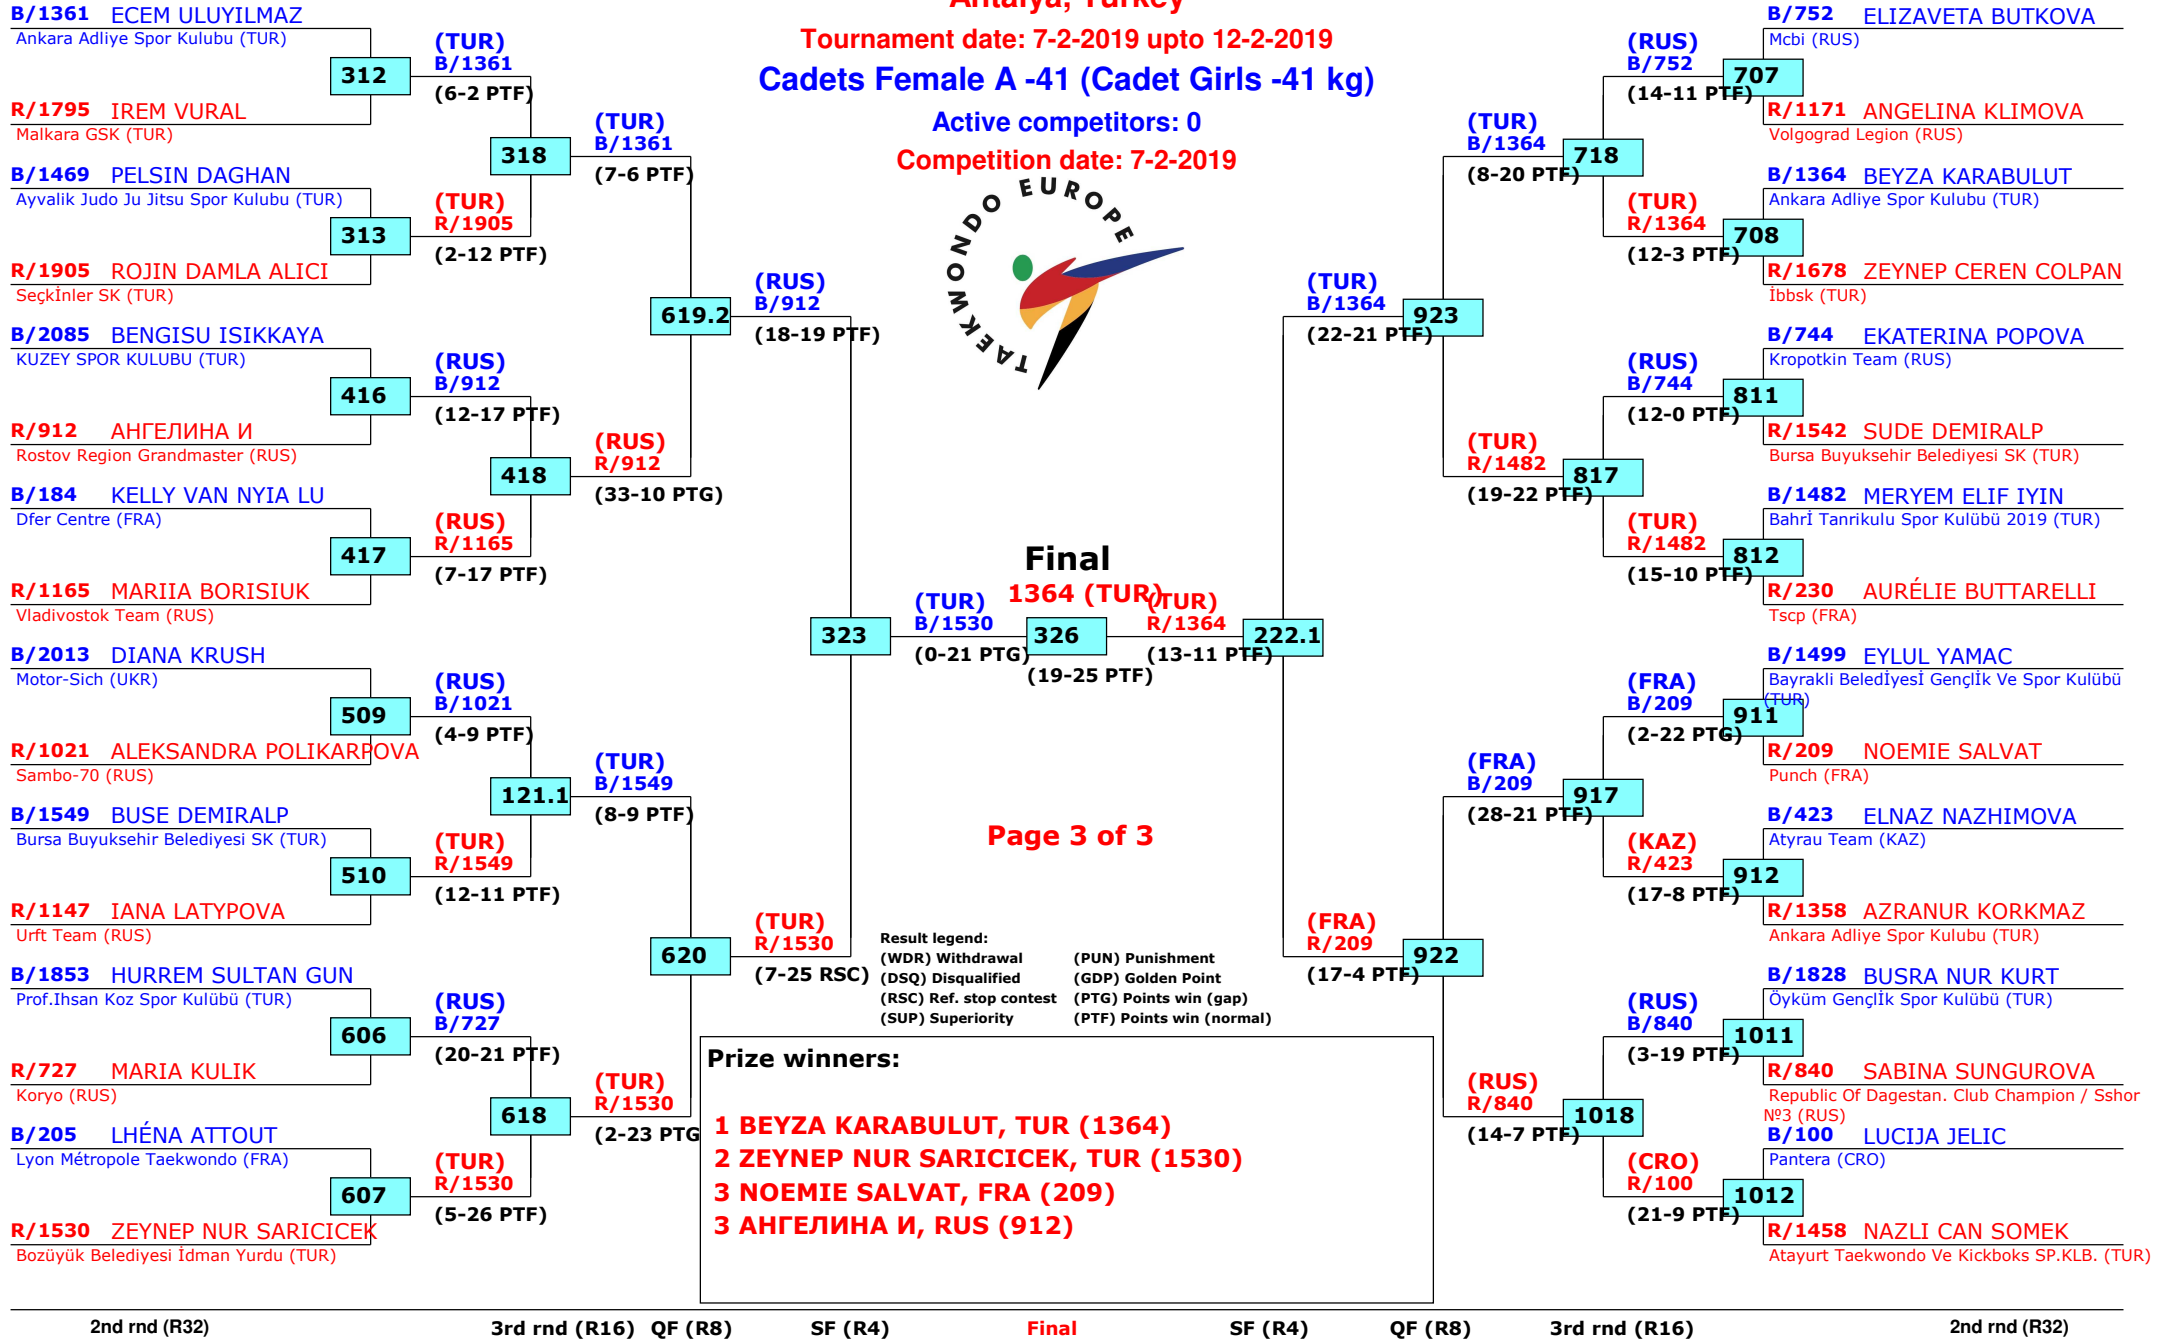 Antalya, Turkey
Tournament date: 7-2-2019 upto 12-2-2019
Cadets Female A -41 (Cadet Girls -41 kg)
Active competitors: 0
Competition date: 7-2-2019
TAEKWONDO EUROPE
B/1361 ECEM ULUYILMAZ
Ankara Adliye Spor Kulubu (TUR)
312
R/1795 IREM VURAL
Malkara GSK (TUR)
B/1469 PELSIN DAGHAN
Ayvalik Judo Ju Jitsu Spor Kulubu (TUR)
313
R/1905 ROJIN DAMLA ALICI
Seçkİnler SK (TUR)
B/2085 BENGISU ISIKKAYA
KUZEY SPOR KULUBU (TUR)
416
R/912 АНГЕЛИНА И
Rostov Region Grandmaster (RUS)
B/184 KELLY VAN NYIA LU
Dfer Centre (FRA)
417
R/1165 MARIIA BORISIUK
Vladivostok Team (RUS)
B/2013 DIANA KRUSH
Motor-Sich (UKR)
509
R/1021 ALEKSANDRA POLIKARPOVA
Sambo-70 (RUS)
B/1549 BUSE DEMIRALP
Bursa Buyuksehir Belediyesi SK (TUR)
510
R/1147 IANA LATYPOVA
Urft Team (RUS)
B/1853 HURREM SULTAN GUN
Prof.Ihsan Koz Spor Kulübü (TUR)
606
R/727 MARIA KULIK
Koryo (RUS)
B/205 LHÉNA ATTOUT
Lyon Métropole Taekwondo (FRA)
607
R/1530 ZEYNEP NUR SARICICEK
Bozüyük Belediyesi İdman Yurdu (TUR)
(TUR)
B/1361
(6-2 PTF)
318
(TUR)
R/1905
(2-12 PTF)
(RUS)
B/912
(12-17 PTF)
418
(RUS)
R/1165
(7-17 PTF)
(RUS)
B/1021
(4-9 PTF)
121.1
(TUR)
R/1549
(12-11 PTF)
(RUS)
B/727
(20-21 PTF)
618
(TUR)
R/1530
(5-26 PTF)
(TUR)
B/1361
(7-6 PTF)
619.2
(RUS)
R/912
(33-10 PTG)
(TUR)
B/1549
(8-9 PTF)
620
(TUR)
R/1530
(2-23 PTG
(RUS)
B/912
(18-19 PTF)
323
(TUR)
R/1530
(7-25 RSC)
(TUR)
B/1530
(0-21 PTG)
Final
1364 (TUR)
326
(19-25 PTF)
(TUR)
R/1364
(13-11 PTF)
Page 3 of 3
(TUR)
B/1364
(22-21 PTF)
222.1
(FRA)
R/209
(17-4 PTF)
(TUR)
B/1364
(8-20 PTF)
923
(TUR)
R/1482
(19-22 PTF)
(FRA)
B/209
(28-21 PTF)
922
(RUS)
R/840
(14-7 PTF)
(RUS)
B/752
(14-11 PTF)
718
(TUR)
R/1364
(12-3 PTF)
(RUS)
B/744
(12-0 PTF)
817
(TUR)
R/1482
(15-10 PTF)
(FRA)
B/209
(2-22 PTG)
917
(KAZ)
R/423
(17-8 PTF)
(RUS)
B/840
(3-19 PTF)
1018
(CRO)
R/100
(21-9 PTF)
B/752 ELIZAVETA BUTKOVA
Mcbi (RUS)
707
R/1171 ANGELINA KLIMOVA
Volgograd Legion (RUS)
B/1364 BEYZA KARABULUT
Ankara Adliye Spor Kulubu (TUR)
708
R/1678 ZEYNEP CEREN COLPAN
İbbsk (TUR)
B/744 EKATERINA POPOVA
Kropotkin Team (RUS)
811
R/1542 SUDE DEMIRALP
Bursa Buyuksehir Belediyesi SK (TUR)
B/1482 MERYEM ELIF IYIN
Bahrİ Tanrikulu Spor Kulübü 2019 (TUR)
812
R/230 AURÉLIE BUTTARELLI
Tscp (FRA)
B/1499 EYLUL YAMAC
Bayrakli Beledİyesİ Gençlİk Ve Spor Kulübü
(TUR)
911
R/209 NOEMIE SALVAT
Punch (FRA)
B/423 ELNAZ NAZHIMOVA
Atyrau Team (KAZ)
912
R/1358 AZRANUR KORKMAZ
Ankara Adliye Spor Kulubu (TUR)
B/1828 BUSRA NUR KURT
Öyküm Gençlİk Spor Kulübü (TUR)
1011
R/840 SABINA SUNGUROVA
Republic Of Dagestan. Club Champion / Sshor
№3 (RUS)
B/100 LUCIJA JELIC
Pantera (CRO)
1012
R/1458 NAZLI CAN SOMEK
Atayurt Taekwondo Ve Kickboks SP.KLB. (TUR)
Result legend:
(WDR) Withdrawal (PUN) Punishment
(DSQ) Disqualified (GDP) Golden Point
(RSC) Ref. stop contest (PTG) Points win (gap)
(SUP) Superiority (PTF) Points win (normal)
Prize winners:
1 BEYZA KARABULUT, TUR (1364)
2 ZEYNEP NUR SARICICEK, TUR (1530)
3 NOEMIE SALVAT, FRA (209)
3 АНГЕЛИНА И, RUS (912)
2nd rnd (R32) 3rd rnd (R16) QF (R8) SF (R4) Final SF (R4) QF (R8) 3rd rnd (R16) 2nd rnd (R32)